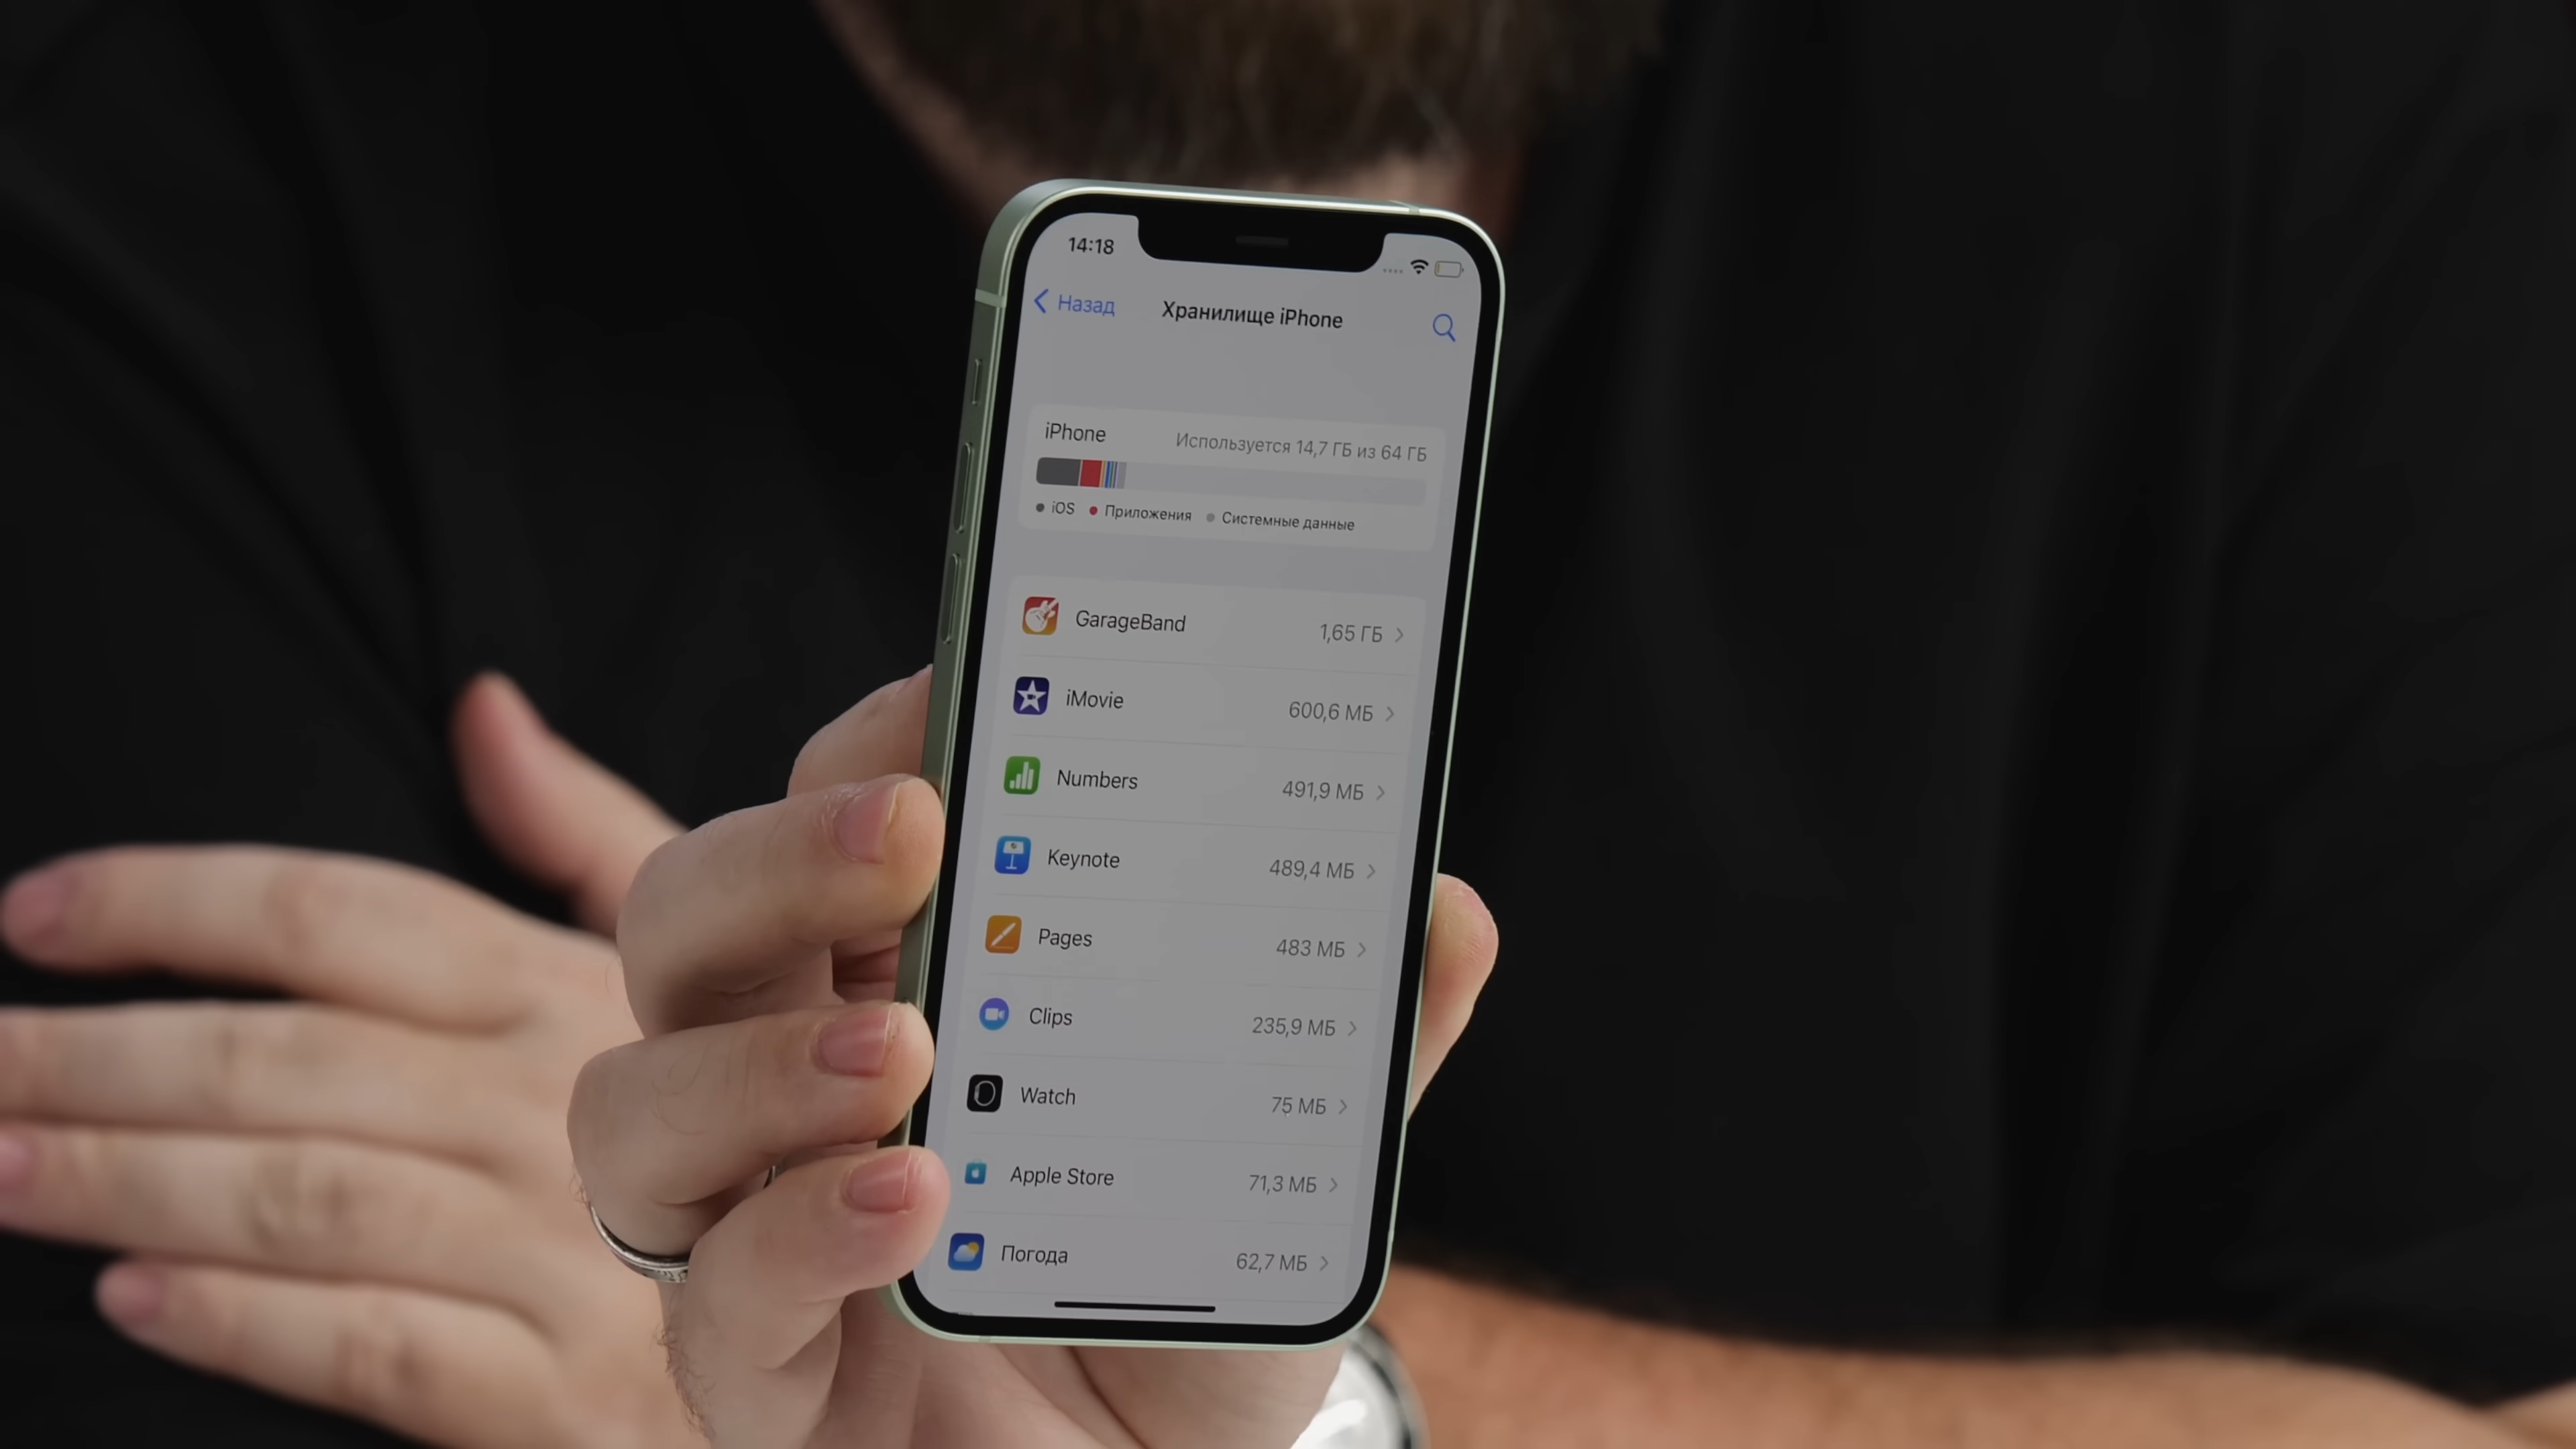 14:18
Назад
Хранилище iPhone
iPhone
Используется 14,7 ГБ из 64 ГБ
iOS Приложения Системные данные
GarageBand 1,65 ГБ
iMovie 600,6 МБ
Numbers 491,9 МБ
Keynote 489,4 МБ
Pages 483 МБ
Clips 235,9 МБ
Watch 75 МБ
Apple Store 71,3 МБ
Погода 62,7 МБ